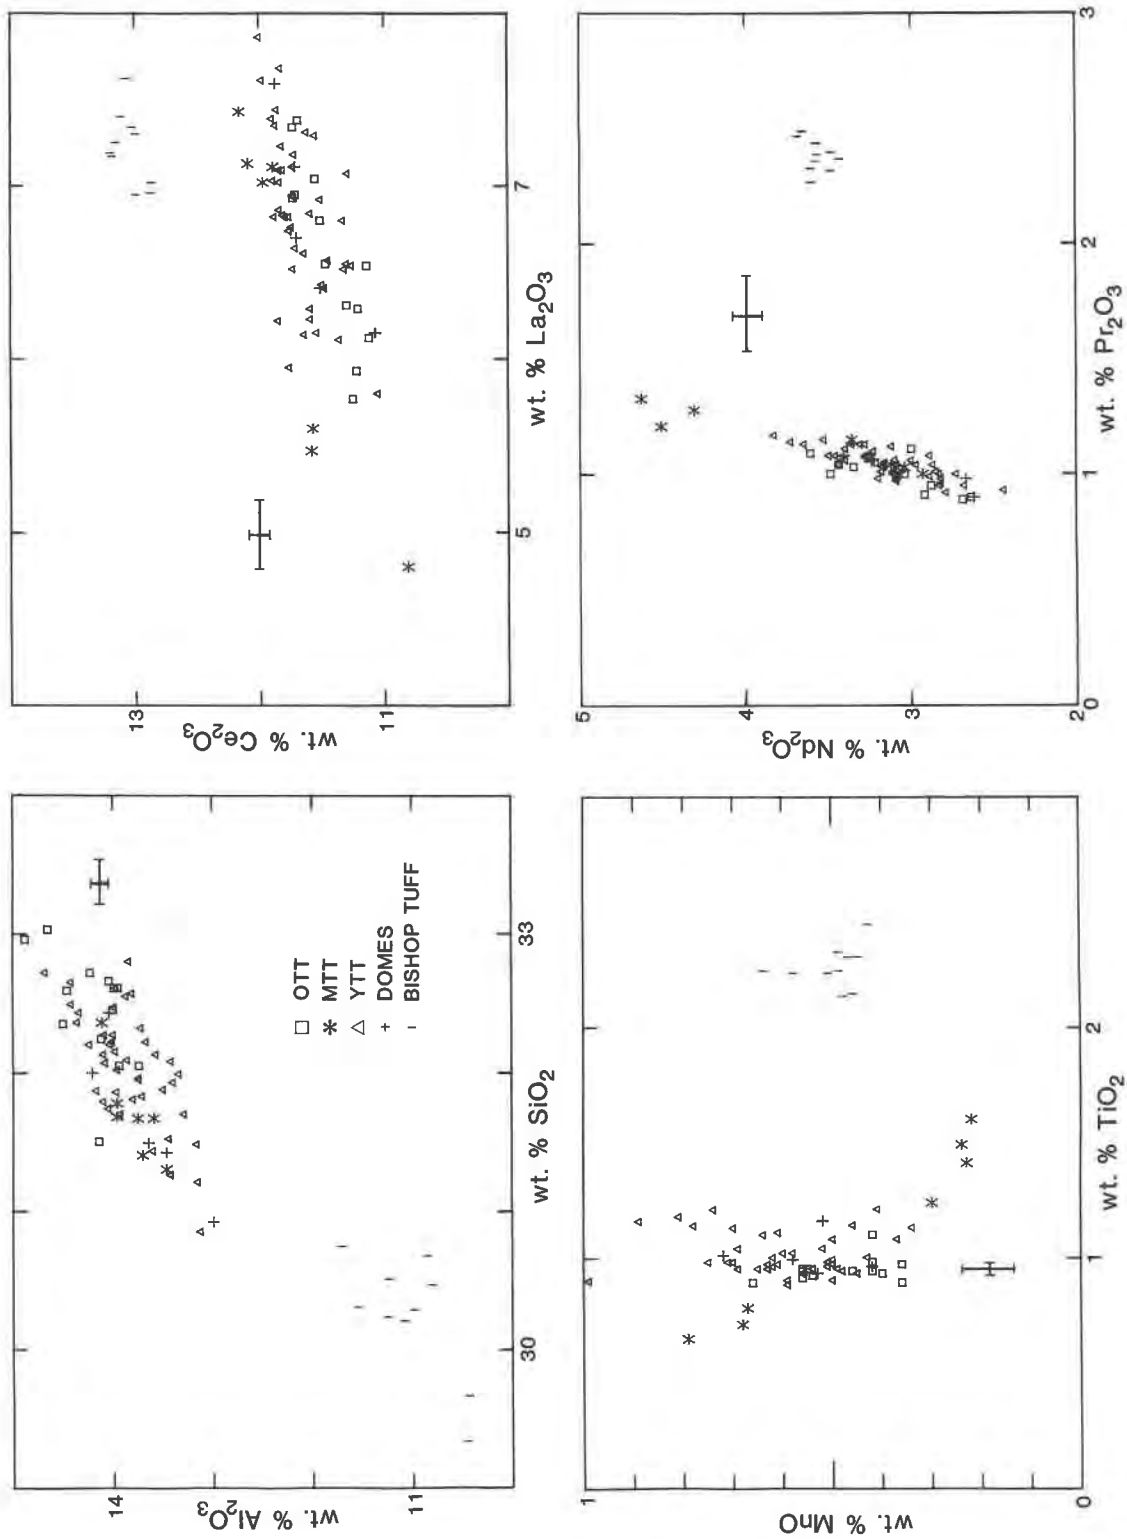 14
11
wt. % Al₂O₃
30
33
wt. % SiO₂
OTT
MTT
YTT
DOMES
BISHOP TUFF
13
11
wt. % Ce₂O₃
5
7
wt. % La₂O₃
1
0
wt. % MnO
1
2
wt. % TiO₂
5
4
3
2
wt. % Nd₂O₃
0
1
2
3
wt. % Pr₂O₃